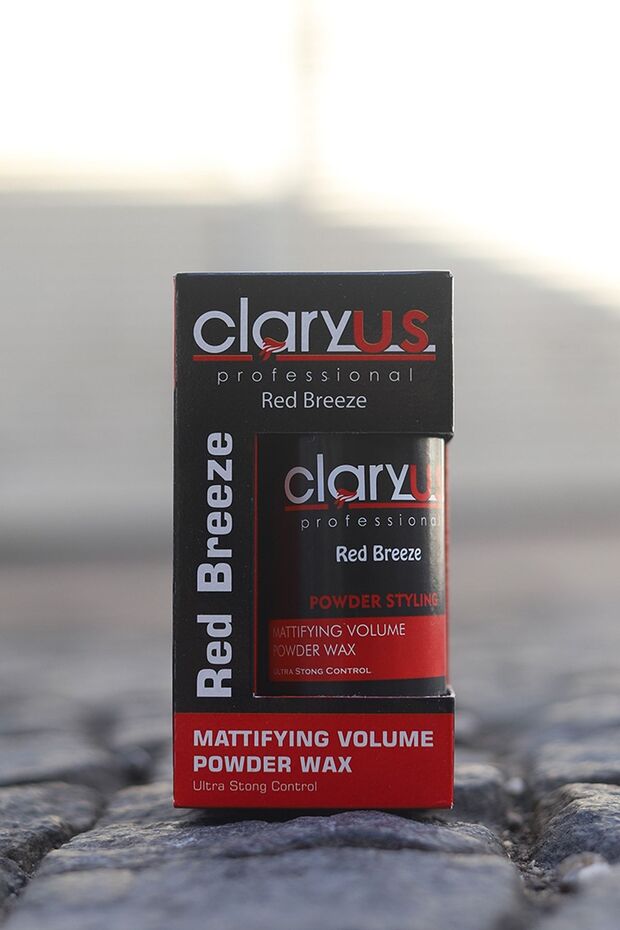 claryus
professional
Red Breeze
Red Breeze
claryu
professional
Red Breeze
POWDER STYLING
MATTIFYING VOLUME
POWDER WAX
ULTRA STONG CONTROL
MATTIFYING VOLUME
POWDER WAX
Ultra Stong Control